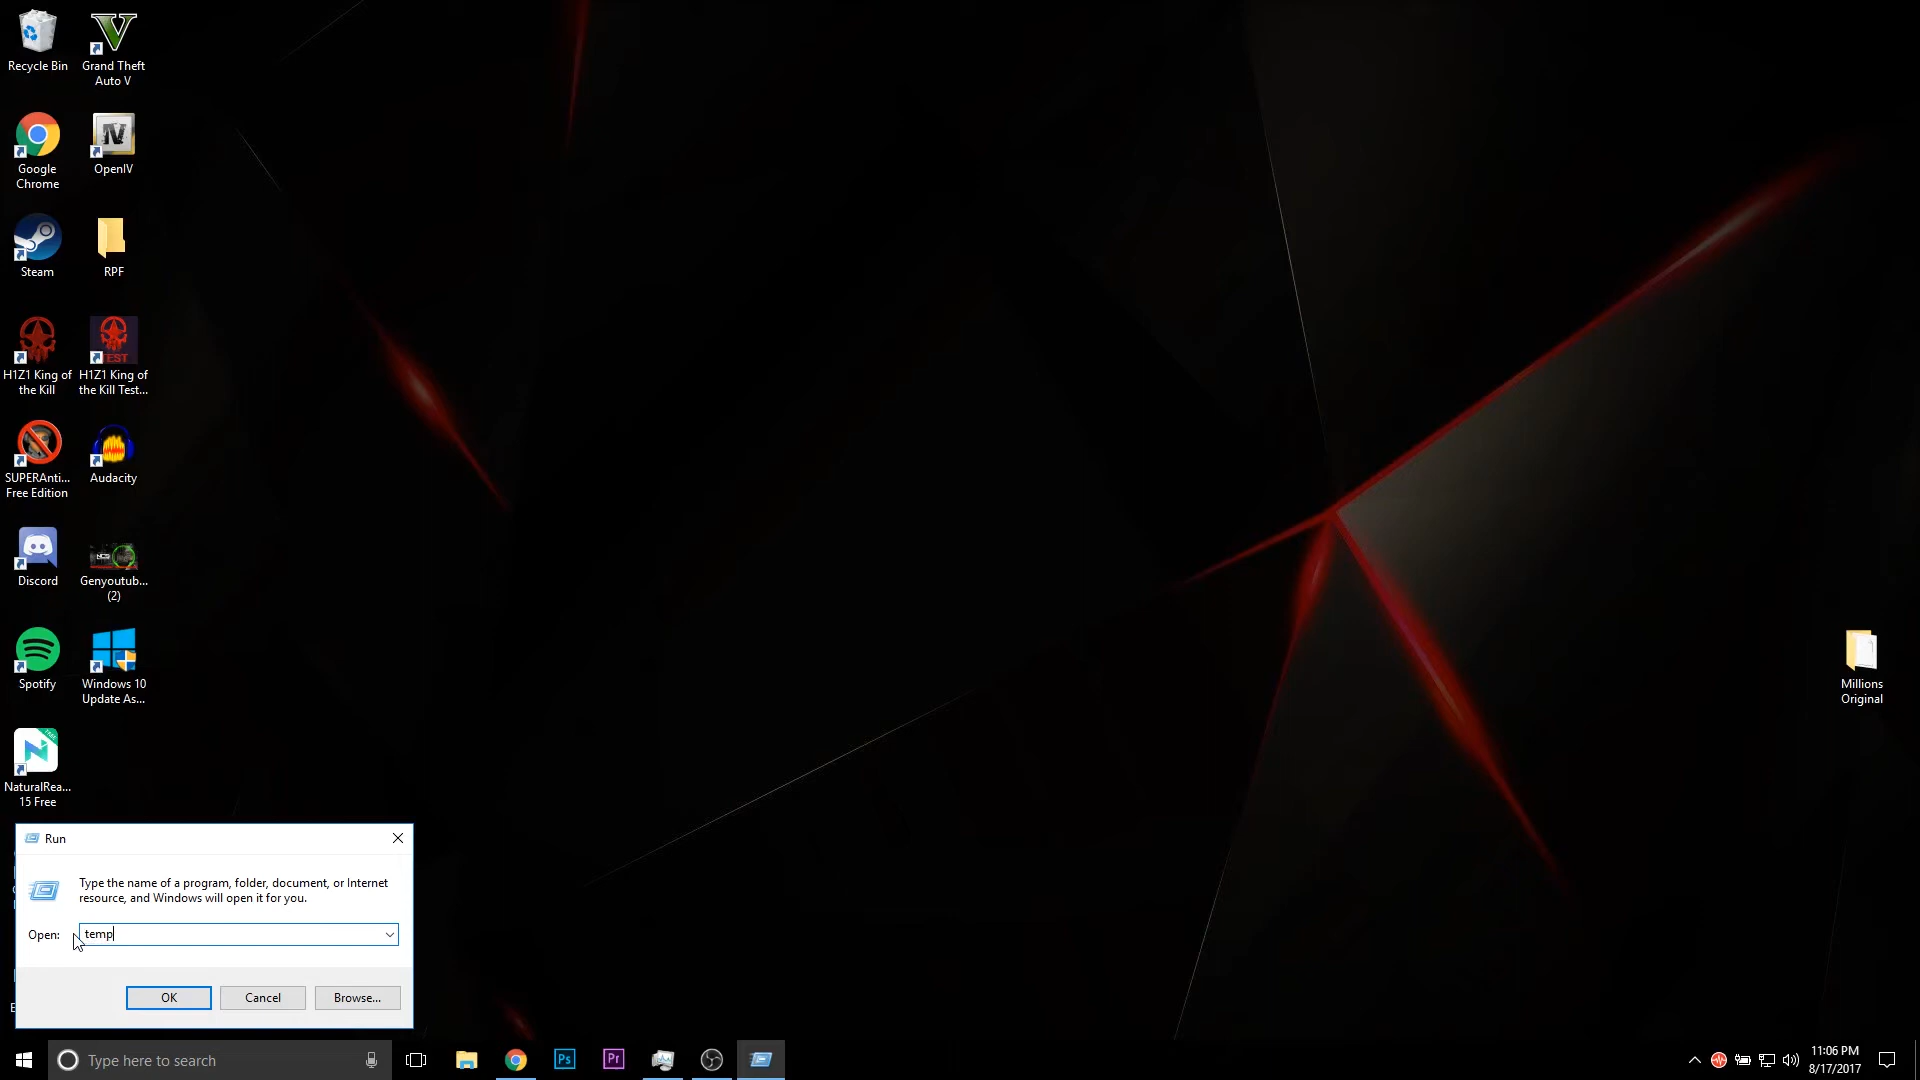 Recycle Bin
Grand Theft
Auto V
Google
Chrome
OpenIV
Steam
RPF
H1Z1 King of
the Kill
TEST
H1Z1 King of
the Kill Test...
SUPERAnti...
Free Edition
Audacity
Discord
Genyoutub...
(2)
Spotify
Windows 10
Update As...
NaturalRea...
15 Free
Millions
Original
Run
Type the name of a program, folder, document, or Internet
resource, and Windows will open it for you.
Open:
temp
OK
Cancel
Browse...
Type here to search
Ps
Pr
11:06 PM
8/17/2017